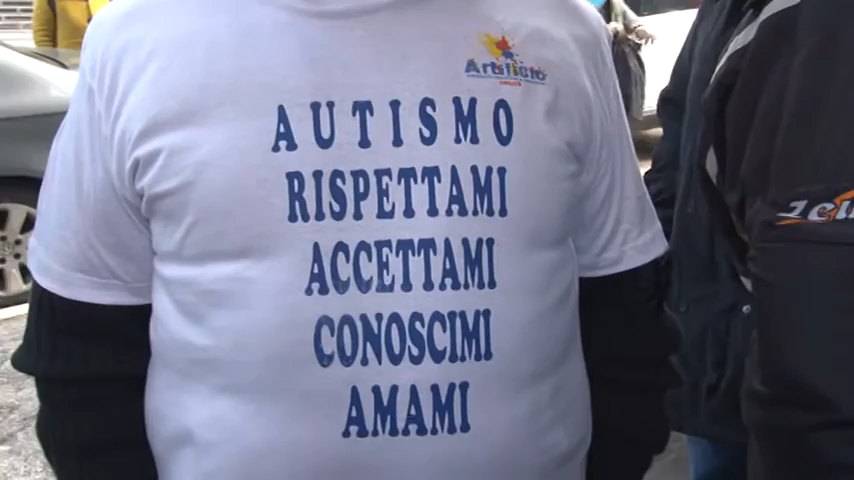 Artificio
AUTISMO
RISPETTAMI
ACCETTAMI
CONOSCIMI
AMAMI